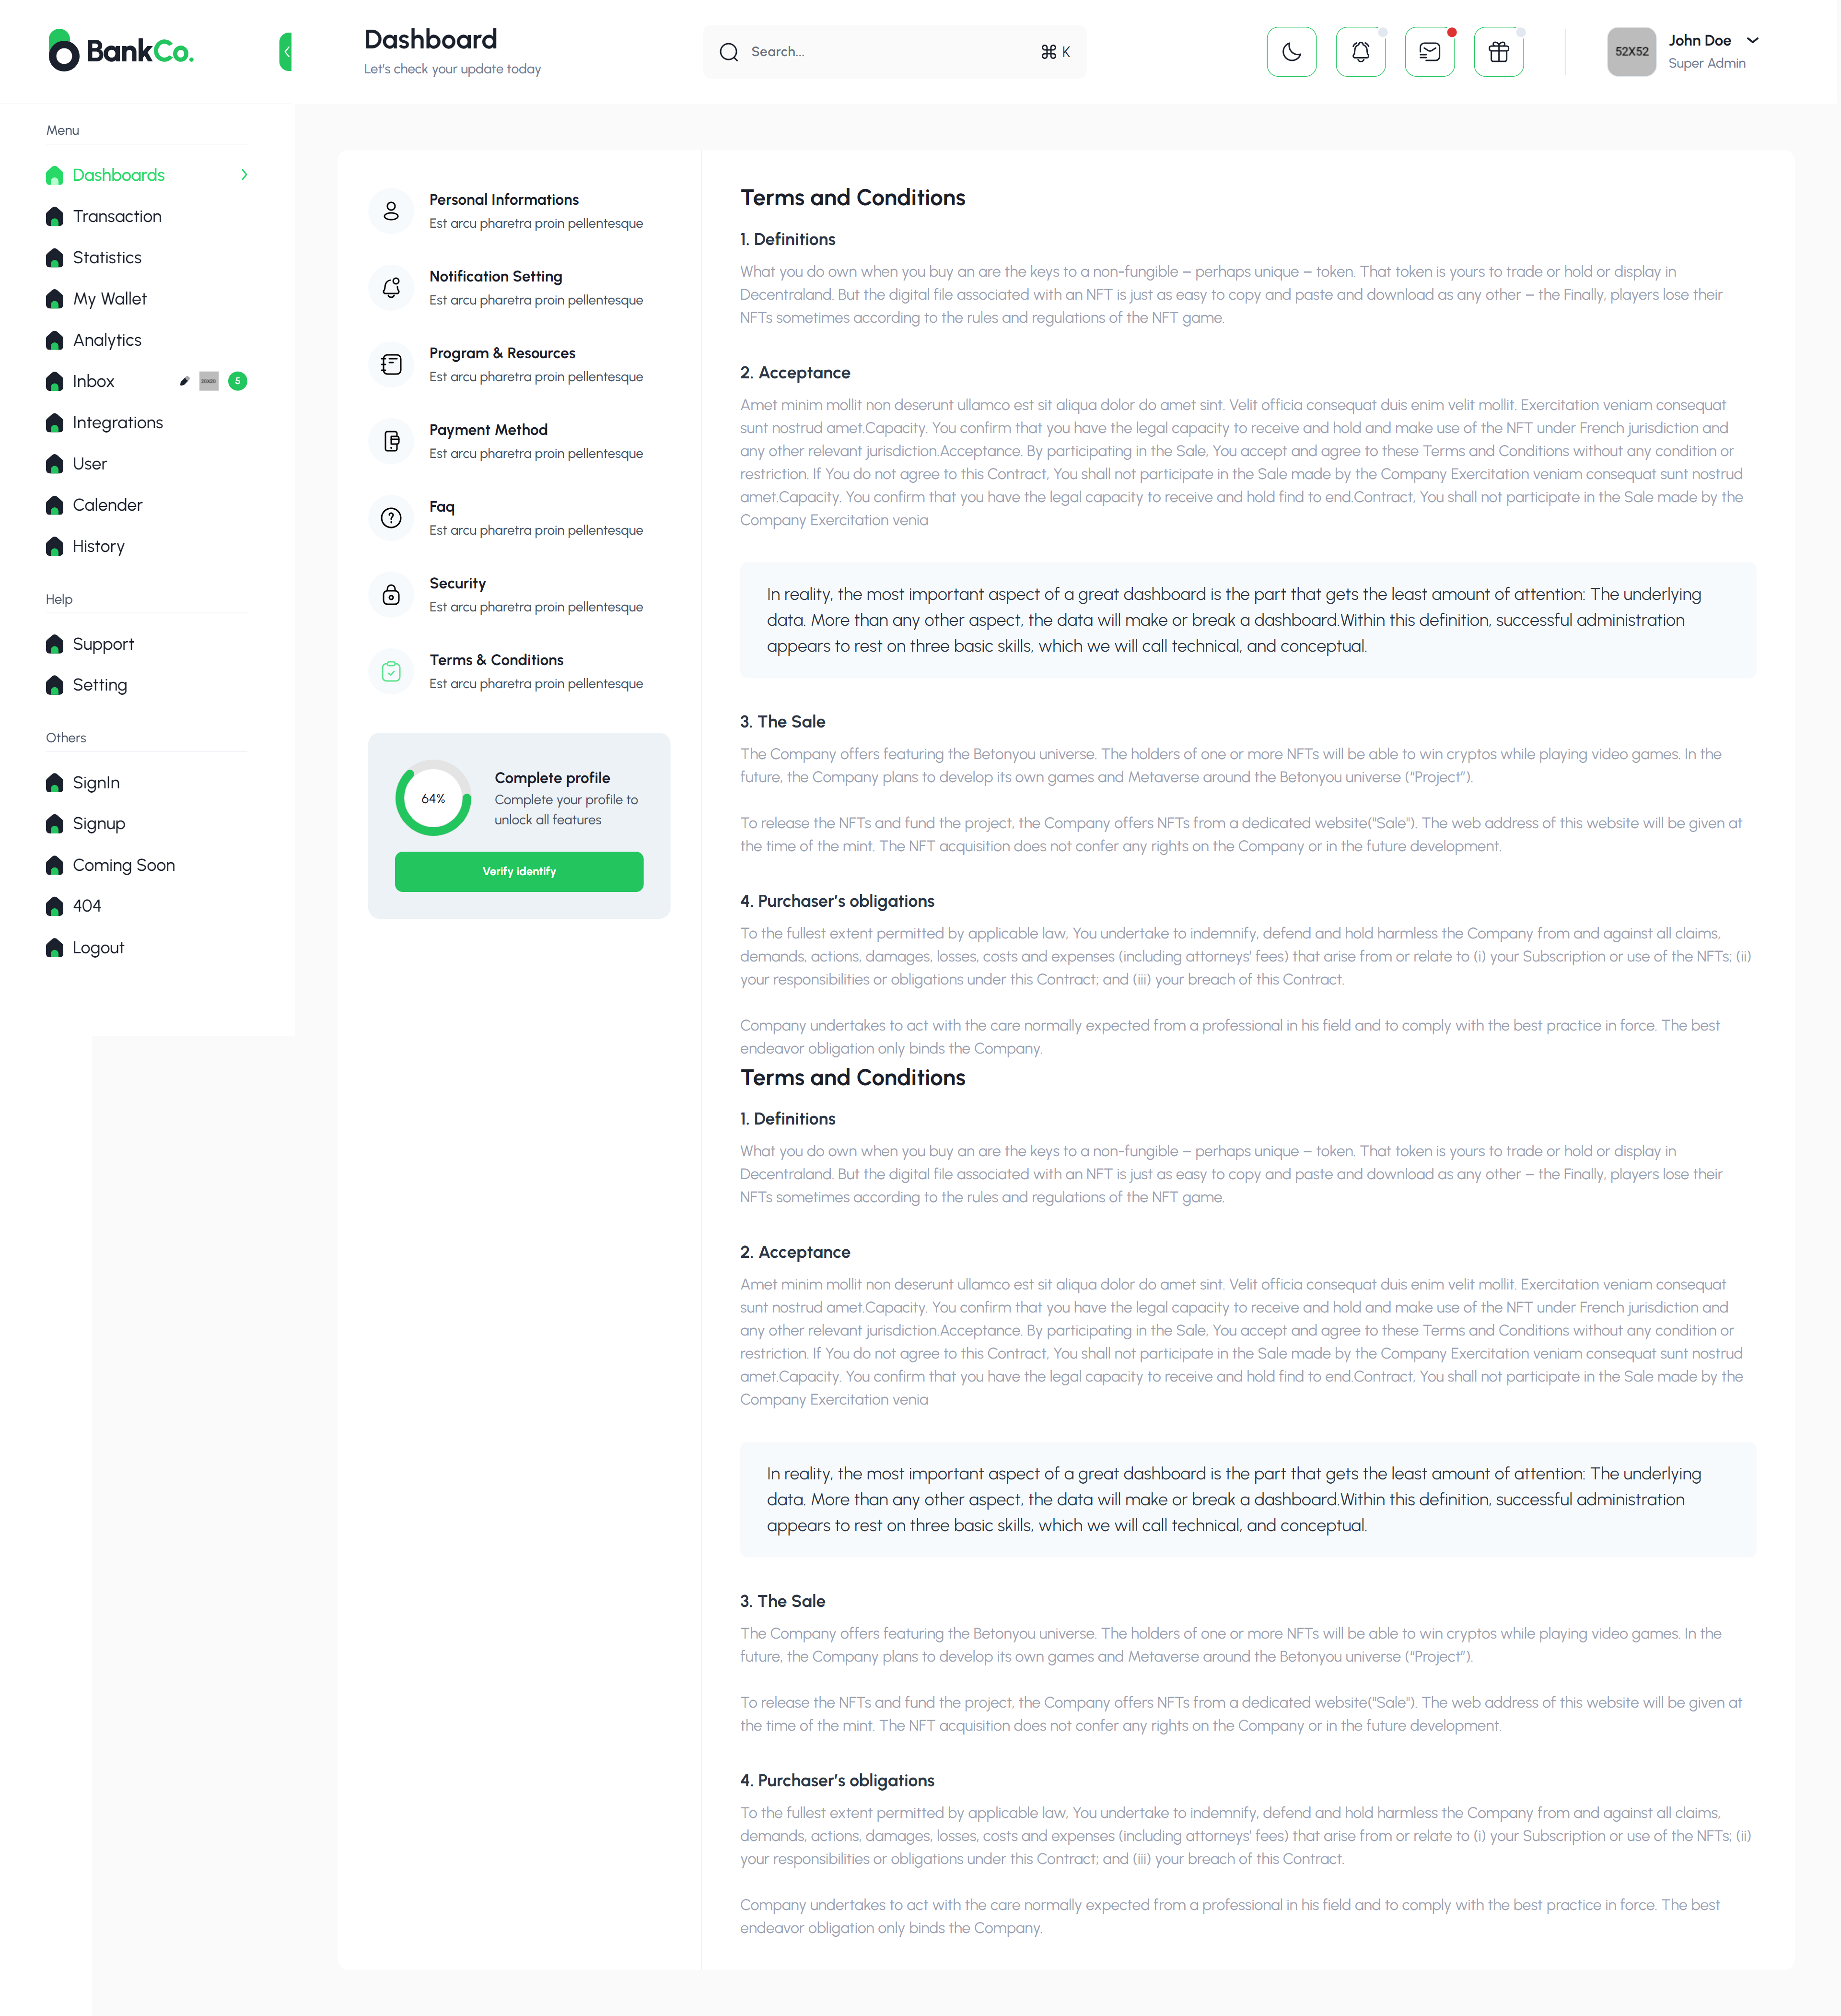 BankCo.
Dashboard
Let's check your update today
Search...
⌘ K
52X52
John Doe
Super Admin
Menu
Dashboards
Transaction
Statistics
My Wallet
Analytics
Inbox
5
Integrations
User
Calender
History
Help
Support
Setting
Others
SignIn
Signup
Coming Soon
404
Logout
Personal Informations
Est arcu pharetra proin pellentesque
Notification Setting
Est arcu pharetra proin pellentesque
Program & Resources
Est arcu pharetra proin pellentesque
Payment Method
Est arcu pharetra proin pellentesque
Faq
Est arcu pharetra proin pellentesque
Security
Est arcu pharetra proin pellentesque
Terms & Conditions
Est arcu pharetra proin pellentesque
64%
Complete profile
Complete your profile to
unlock all features
Verify identify
Terms and Conditions
1. Definitions
What you do own when you buy an are the keys to a non-fungible – perhaps unique – token. That token is yours to trade or hold or display in
Decentraland. But the digital file associated with an NFT is just as easy to copy and paste and download as any other – the Finally, players lose their
NFTs sometimes according to the rules and regulations of the NFT game.
2. Acceptance
Amet minim mollit non deserunt ullamco est sit aliqua dolor do amet sint. Velit officia consequat duis enim velit mollit. Exercitation veniam consequat
sunt nostrud amet.Capacity. You confirm that you have the legal capacity to receive and hold and make use of the NFT under French jurisdiction and
any other relevant jurisdiction.Acceptance. By participating in the Sale, You accept and agree to these Terms and Conditions without any condition or
restriction. If You do not agree to this Contract, You shall not participate in the Sale made by the Company Exercitation veniam consequat sunt nostrud
amet.Capacity. You confirm that you have the legal capacity to receive and hold find to end.Contract, You shall not participate in the Sale made by the
Company Exercitation venia
In reality, the most important aspect of a great dashboard is the part that gets the least amount of attention: The underlying
data. More than any other aspect, the data will make or break a dashboard.Within this definition, successful administration
appears to rest on three basic skills, which we will call technical, and conceptual.
3. The Sale
The Company offers featuring the Betonyou universe. The holders of one or more NFTs will be able to win cryptos while playing video games. In the
future, the Company plans to develop its own games and Metaverse around the Betonyou universe (“Project”).
To release the NFTs and fund the project, the Company offers NFTs from a dedicated website("Sale"). The web address of this website will be given at
the time of the mint. The NFT acquisition does not confer any rights on the Company or in the future development.
4. Purchaser’s obligations
To the fullest extent permitted by applicable law, You undertake to indemnify, defend and hold harmless the Company from and against all claims,
demands, actions, damages, losses, costs and expenses (including attorneys’ fees) that arise from or relate to (i) your Subscription or use of the NFTs; (ii)
your responsibilities or obligations under this Contract; and (iii) your breach of this Contract.
Company undertakes to act with the care normally expected from a professional in his field and to comply with the best practice in force. The best
endeavor obligation only binds the Company.
Terms and Conditions
1. Definitions
What you do own when you buy an are the keys to a non-fungible – perhaps unique – token. That token is yours to trade or hold or display in
Decentraland. But the digital file associated with an NFT is just as easy to copy and paste and download as any other – the Finally, players lose their
NFTs sometimes according to the rules and regulations of the NFT game.
2. Acceptance
Amet minim mollit non deserunt ullamco est sit aliqua dolor do amet sint. Velit officia consequat duis enim velit mollit. Exercitation veniam consequat
sunt nostrud amet.Capacity. You confirm that you have the legal capacity to receive and hold and make use of the NFT under French jurisdiction and
any other relevant jurisdiction.Acceptance. By participating in the Sale, You accept and agree to these Terms and Conditions without any condition or
restriction. If You do not agree to this Contract, You shall not participate in the Sale made by the Company Exercitation veniam consequat sunt nostrud
amet.Capacity. You confirm that you have the legal capacity to receive and hold find to end.Contract, You shall not participate in the Sale made by the
Company Exercitation venia
In reality, the most important aspect of a great dashboard is the part that gets the least amount of attention: The underlying
data. More than any other aspect, the data will make or break a dashboard.Within this definition, successful administration
appears to rest on three basic skills, which we will call technical, and conceptual.
3. The Sale
The Company offers featuring the Betonyou universe. The holders of one or more NFTs will be able to win cryptos while playing video games. In the
future, the Company plans to develop its own games and Metaverse around the Betonyou universe (“Project”).
To release the NFTs and fund the project, the Company offers NFTs from a dedicated website("Sale"). The web address of this website will be given at
the time of the mint. The NFT acquisition does not confer any rights on the Company or in the future development.
4. Purchaser’s obligations
To the fullest extent permitted by applicable law, You undertake to indemnify, defend and hold harmless the Company from and against all claims,
demands, actions, damages, losses, costs and expenses (including attorneys’ fees) that arise from or relate to (i) your Subscription or use of the NFTs; (ii)
your responsibilities or obligations under this Contract; and (iii) your breach of this Contract.
Company undertakes to act with the care normally expected from a professional in his field and to comply with the best practice in force. The best
endeavor obligation only binds the Company.